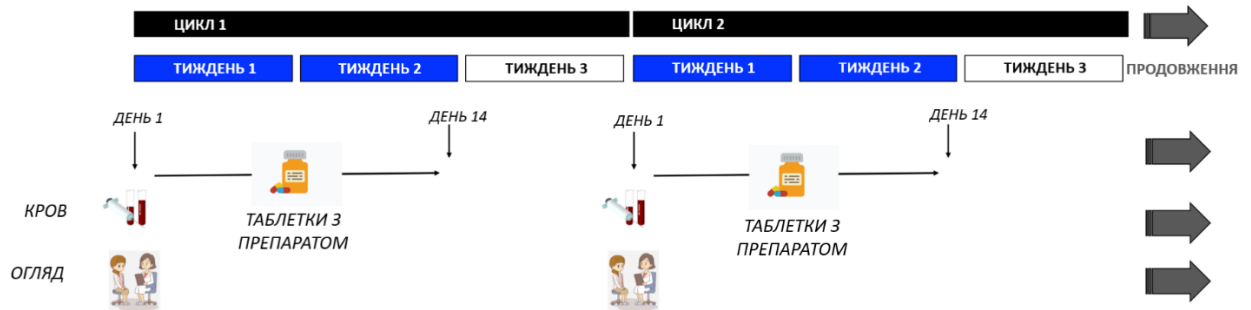 ЦИКЛ 1
ЦИКЛ 2
ТИЖДЕНЬ 1
ТИЖДЕНЬ 2
ТИЖДЕНЬ 3
ТИЖДЕНЬ 1
ТИЖДЕНЬ 2
ТИЖДЕНЬ 3
ПРОДОВЖЕННЯ
ДЕНЬ 1
ДЕНЬ 14
ДЕНЬ 1
ДЕНЬ 14
КРОВ
ТАБЛЕТКИ З
ПРЕПАРАТОМ
ТАБЛЕТКИ З
ПРЕПАРАТОМ
ОГЛЯД